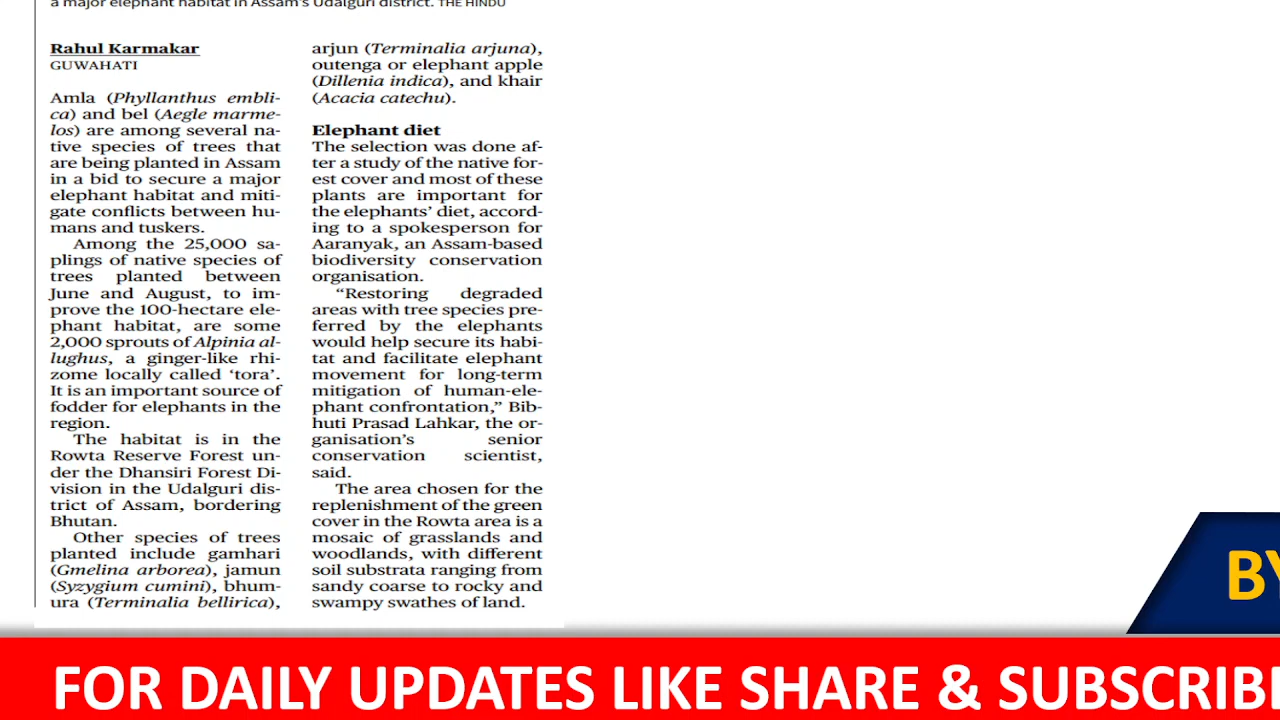 a major elephant habitat in Assam's Udalguri district. THE HINDU
Rahul Karmakar
GUWAHATI
Amla (Phyllanthus embli-
ca) and bel (Aegle marme-
los) are among several na-
tive species of trees that
are being planted in Assam
in a bid to secure a major
elephant habitat and miti-
gate conflicts between hu-
mans and tuskers.
Among the 25,000 sa-
plings of native species of
trees planted between
June and August, to im-
prove the 100-hectare ele-
phant habitat, are some
2,000 sprouts of Alpinia al-
lughus, a ginger-like rhi-
zome locally called ‘tora’.
It is an important source of
fodder for elephants in the
region.
The habitat is in the
Rowta Reserve Forest un-
der the Dhansiri Forest Di-
vision in the Udalguri dis-
trict of Assam, bordering
Bhutan.
Other species of trees
planted include gamhari
(Gmelina arborea), jamun
(Syzygium cumini), bhum-
ura (Terminalia bellirica),
arjun (Terminalia arjuna),
outenga or elephant apple
(Dillenia indica), and khair
(Acacia catechu).
Elephant diet
The selection was done af-
ter a study of the native for-
est cover and most of these
plants are important for
the elephants’ diet, accord-
ing to a spokesperson for
Aaranyak, an Assam-based
biodiversity conservation
organisation.
“Restoring degraded
areas with tree species pre-
ferred by the elephants
would help secure its habi-
tat and facilitate elephant
movement for long-term
mitigation of human-ele-
phant confrontation,” Bib-
huti Prasad Lahkar, the or-
ganisation’s senior
conservation scientist,
said.
The area chosen for the
replenishment of the green
cover in the Rowta area is a
mosaic of grasslands and
woodlands, with different
soil substrata ranging from
sandy coarse to rocky and
swampy swathes of land.
BY
FOR DAILY UPDATES LIKE SHARE & SUBSCRIBE